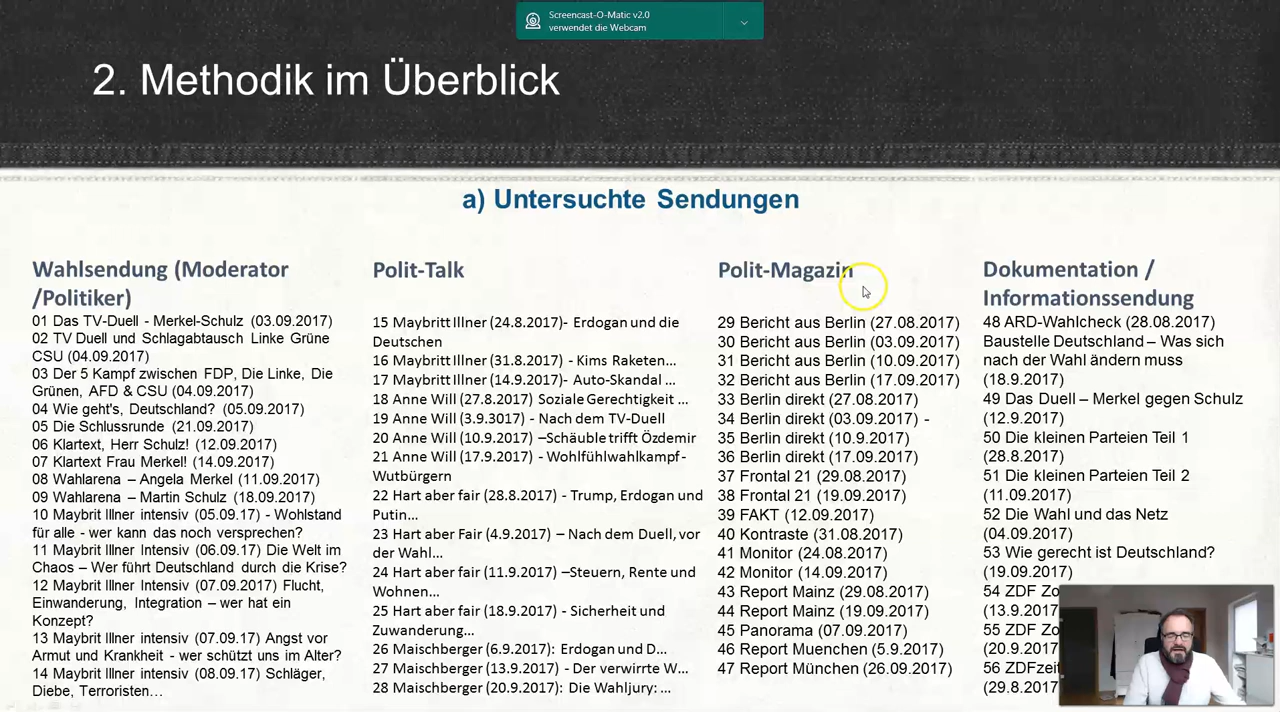 Screencast-O-Matic v2.0
verwendet die Webcam
2. Methodik im Überblick
a) Untersuchte Sendungen
Wahlsendung (Moderator
/Politiker)
01 Das TV-Duell - Merkel-Schulz (03.09.2017)
02 TV Duell und Schlagabtausch Linke Grüne
CSU (04.09.2017)
03 Der 5 Kampf zwischen FDP, Die Linke, Die
Grünen, AFD & CSU (04.09.2017)
04 Wie geht's, Deutschland? (05.09.2017)
05 Die Schlussrunde (21.09.2017)
06 Klartext, Herr Schulz! (12.09.2017)
07 Klartext Frau Merkel! (14.09.2017)
08 Wahlarena – Angela Merkel (11.09.2017)
09 Wahlarena – Martin Schulz (18.09.2017)
10 Maybrit Illner intensiv (05.09.17) - Wohlstand
für alle - wer kann das noch versprechen?
11 Maybrit Illner Intensiv (06.09.17) Die Welt im
Chaos – Wer führt Deutschland durch die Krise?
12 Maybrit Illner Intensiv (07.09.2017) Flucht,
Einwanderung, Integration – wer hat ein
Konzept?
13 Maybrit Illner intensiv (07.09.17) Angst vor
Armut und Krankheit - wer schützt uns im Alter?
14 Maybrit Illner intensiv (08.09.17) Schläger,
Diebe, Terroristen…
Polit-Talk
15 Maybritt Illner (24.8.2017)- Erdogan und die
Deutschen
16 Maybritt Illner (31.8.2017) - Kims Raketen…
17 Maybritt Illner (14.9.2017)- Auto-Skandal …
18 Anne Will (27.8.2017) Soziale Gerechtigkeit …
19 Anne Will (3.9.3017) - Nach dem TV-Duell
20 Anne Will (10.9.2017) –Schäuble trifft Özdemir
21 Anne Will (17.9.2017) - Wohlfühlwahlkampf-
Wutbürgern
22 Hart aber fair (28.8.2017) - Trump, Erdogan und
Putin…
23 Hart aber Fair (4.9.2017) – Nach dem Duell, vor
der Wahl…
24 Hart aber fair (11.9.2017) –Steuern, Rente und
Wohnen…
25 Hart aber fair (18.9.2017) - Sicherheit und
Zuwanderung…
26 Maischberger (6.9.2017): Erdogan und D…
27 Maischberger (13.9.2017) - Der verwirrte W…
28 Maischberger (20.9.2017): Die Wahljury: …
Polit-Magazin
29 Bericht aus Berlin (27.08.2017)
30 Bericht aus Berlin (03.09.2017)
31 Bericht aus Berlin (10.09.2017)
32 Bericht aus Berlin (17.09.2017)
33 Berlin direkt (27.08.2017)
34 Berlin direkt (03.09.2017) -
35 Berlin direkt (10.9.2017)
36 Berlin direkt (17.09.2017)
37 Frontal 21 (29.08.2017)
38 Frontal 21 (19.09.2017)
39 FAKT (12.09.2017)
40 Kontraste (31.08.2017)
41 Monitor (24.08.2017)
42 Monitor (14.09.2017)
43 Report Mainz (29.08.2017)
44 Report Mainz (19.09.2017)
45 Panorama (07.09.2017)
46 Report Muenchen (5.9.2017)
47 Report München (26.09.2017)
Dokumentation /
Informationssendung
48 ARD-Wahlcheck (28.08.2017)
Baustelle Deutschland – Was sich
nach der Wahl ändern muss
(18.9.2017)
49 Das Duell – Merkel gegen Schulz
(12.9.2017)
50 Die kleinen Parteien Teil 1
(28.8.2017)
51 Die kleinen Parteien Teil 2
(11.09.2017)
52 Die Wahl und das Netz
(04.09.2017)
53 Wie gerecht ist Deutschland?
(19.09.2017)
54 ZDF Zo
(13.9.2017
55 ZDF Zo
(20.9.2017
56 ZDFzeit
(29.8.2017